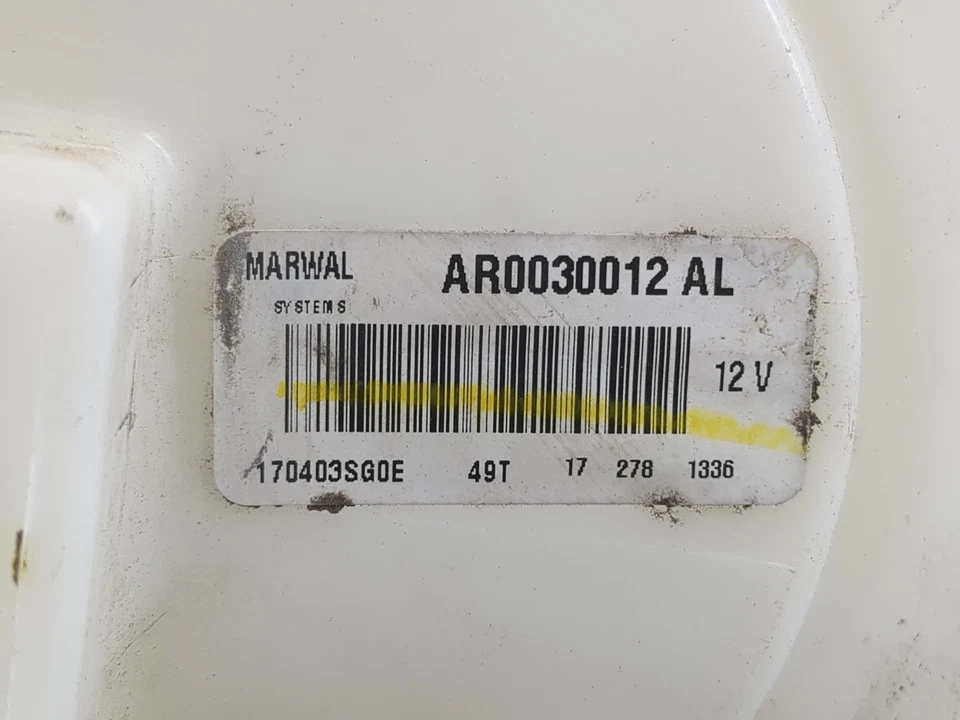 MARWAL AR0030012 AL
SYSTEMS
12 V
170403SG0E 49T 17 278 1336